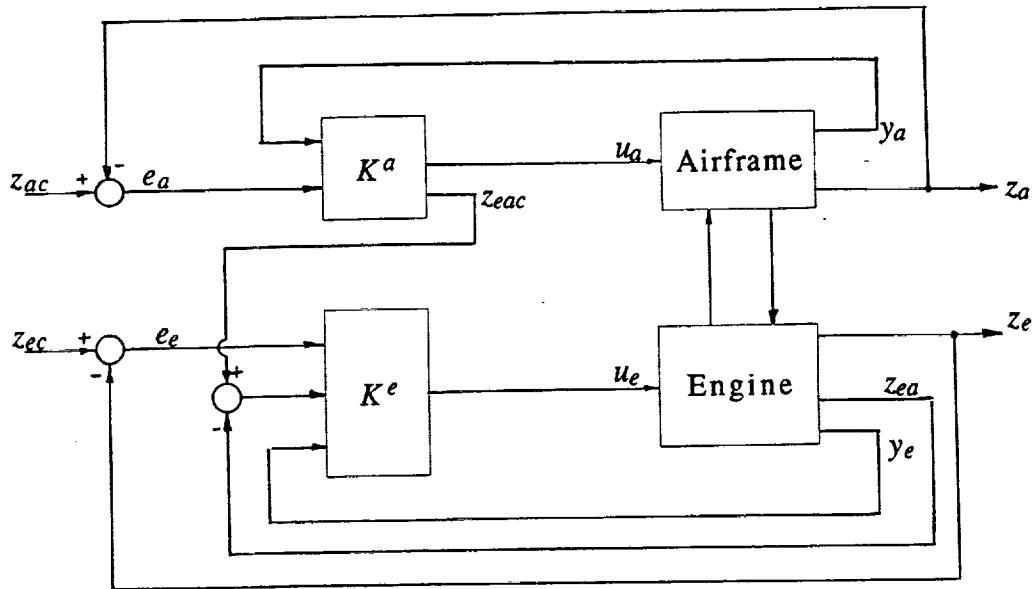 y_a
K^a
u_a
Airframe
-
+
z_ac
e_a
z_eac
z_a
z_ec
+
e_e
-
+
-
K^e
u_e
Engine
z_e
z_ea
y_e